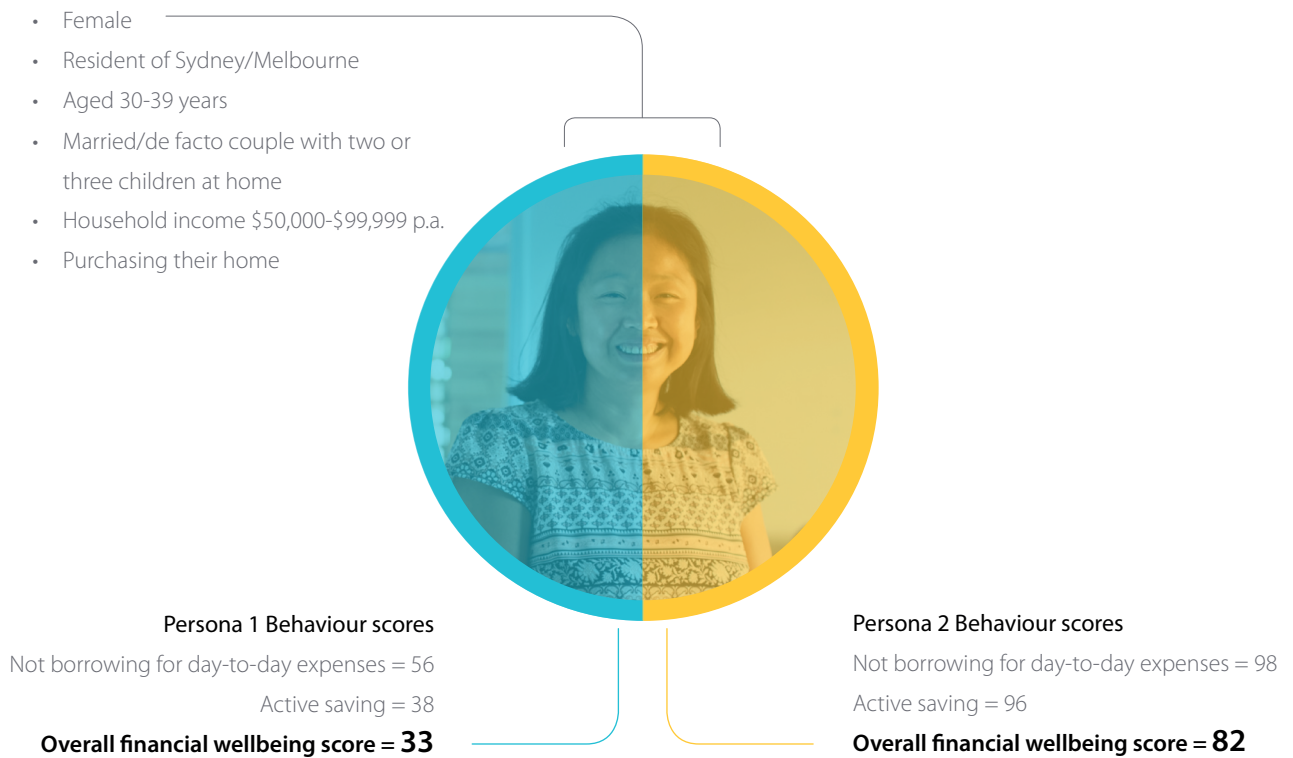 • Female
• Resident of Sydney/Melbourne
• Aged 30-39 years
• Married/de facto couple with two or
three children at home
• Household income $50,000-$99,999 p.a.
• Purchasing their home
Persona 1 Behaviour scores
Not borrowing for day-to-day expenses = 56
Active saving = 38
Overall financial wellbeing score = 33
Persona 2 Behaviour scores
Not borrowing for day-to-day expenses = 98
Active saving = 96
Overall financial wellbeing score = 82